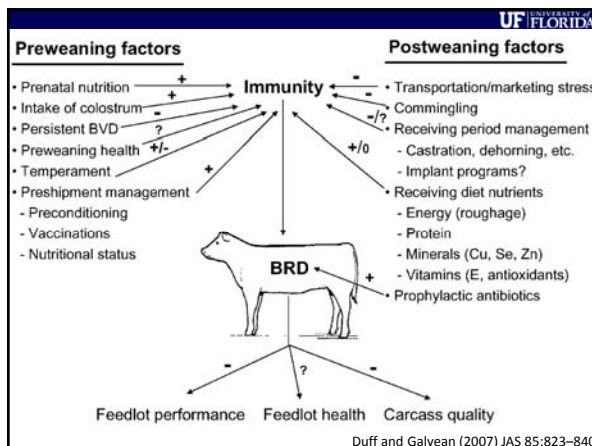 UF UNIVERSITY of FLORIDA
Preweaning factors
• Prenatal nutrition
• Intake of colostrum
• Persistent BVD
• Preweaning health
• Temperament
• Preshipment management
- Preconditioning
- Vaccinations
- Nutritional status
+
+
-
?
+/-
+
Immunity
-
-
-/?
+/0
Postweaning factors
• Transportation/marketing stress
• Commingling
• Receiving period management
- Castration, dehorning, etc.
- Implant programs?
• Receiving diet nutrients
- Energy (roughage)
- Protein
- Minerals (Cu, Se, Zn)
- Vitamins (E, antioxidants)
• Prophylactic antibiotics
+
BRD
-
?
-
Feedlot performance Feedlot health Carcass quality
Duff and Galyean (2007) JAS 85:823–840